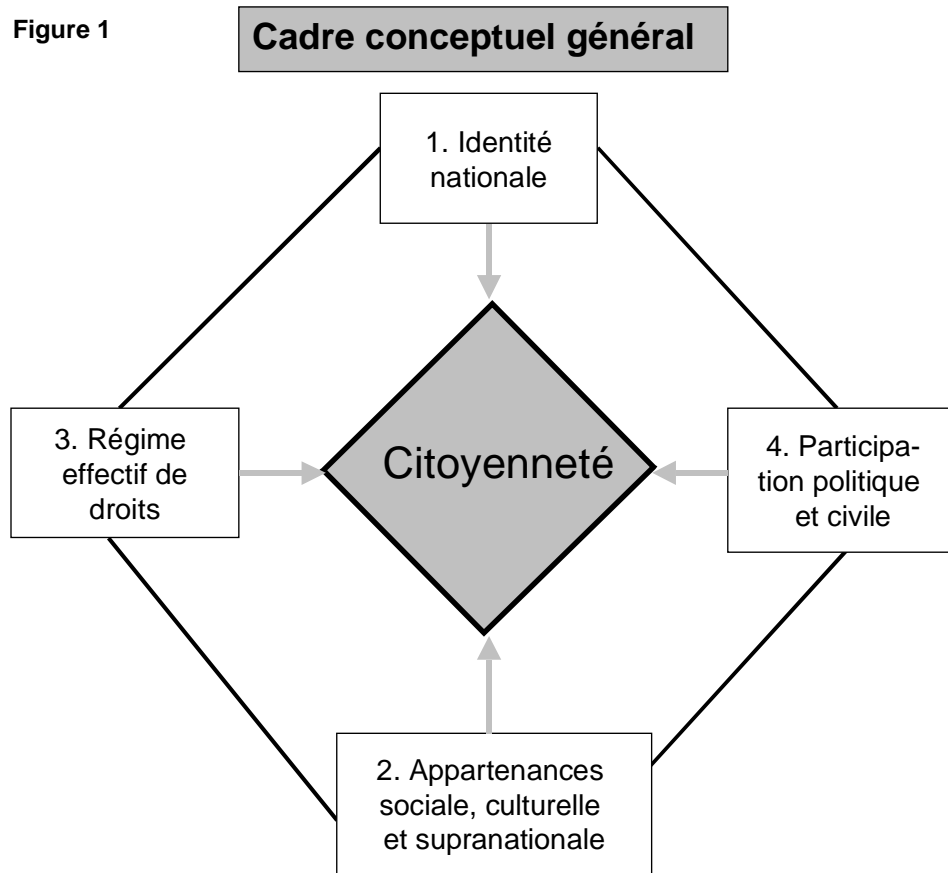 Figure 1
Cadre conceptuel général
1. Identité
nationale
3. Régime
effectif de
droits
Citoyenneté
4. Participa-
tion politique
et civile
2. Appartenances
sociale, culturelle
et supranationale